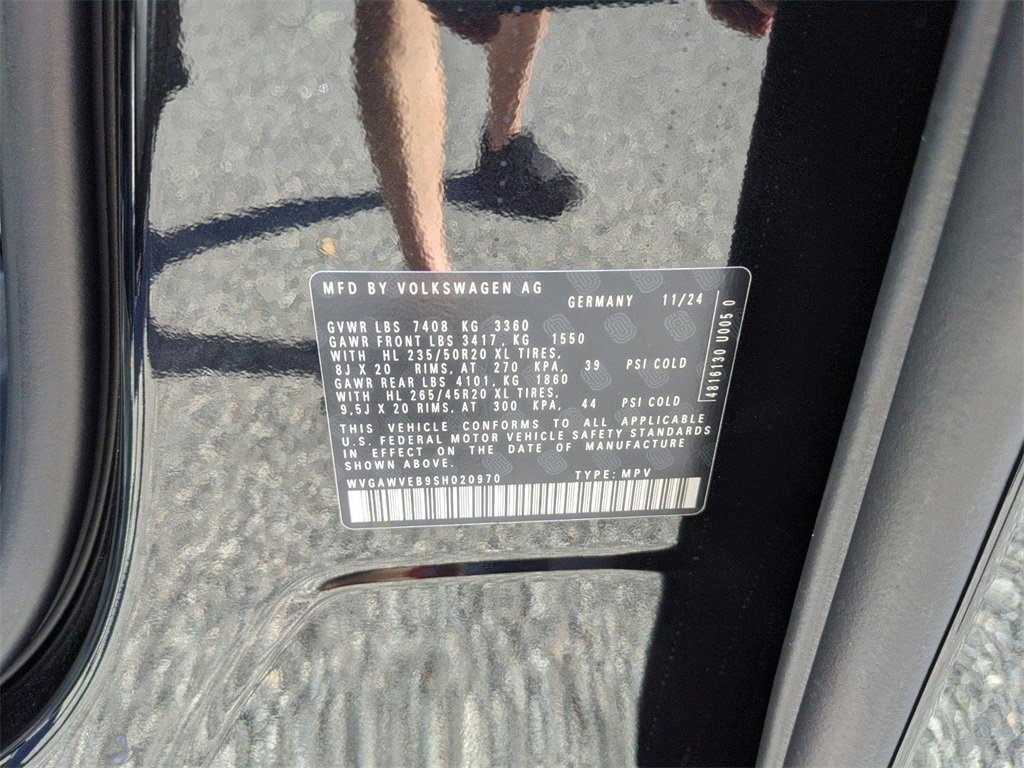 MFD BY VOLKSWAGEN AG
GERMANY 11/24
GVWR LBS 7408 KG 3360
GAWR FRONT LBS 3417, KG 1550
WITH HL 235/50R20 XL TIRES,
8J X 20 RIMS, AT 270 KPA, 39 PSI COLD
GAWR REAR LBS 4101, KG 1860
WITH HL 265/45R20 XL TIRES,
9,5J X 20 RIMS, AT 300 KPA, 44 PSI COLD
THIS VEHICLE CONFORMS TO ALL APPLICABLE
U.S. FEDERAL MOTOR VEHICLE SAFETY STANDARDS
IN EFFECT ON THE DATE OF MANUFACTURE
SHOWN ABOVE.
WVGAWVEB9SH020970 TYPE: MPV
4816130 U005 0